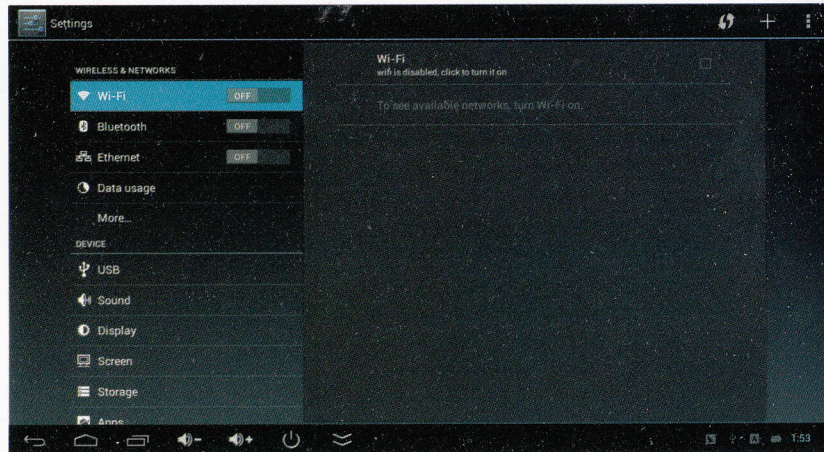 Settings
WIRELESS & NETWORKS
Wi-Fi OFF
Bluetooth OFF
Ethernet OFF
Data usage
More...
DEVICE
USB
Sound
Display
Screen
Storage
Apps
Wi-Fi
wifi is disabled, click to turn it on
To see available networks, turn Wi-Fi on.
A 1:53